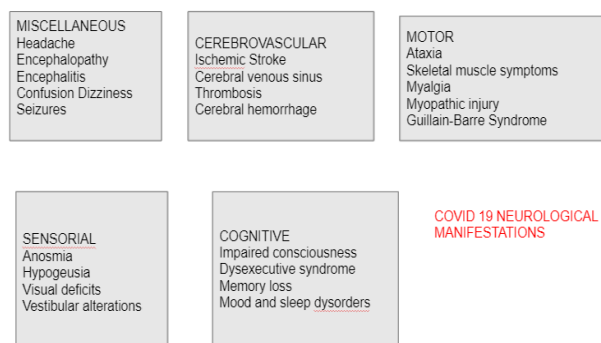 MISCELLANEOUS
Headache
Encephalopathy
Encephalitis
Confusion Dizziness
Seizures
CEREBROVASCULAR
Ischemic Stroke
Cerebral venous sinus
Thrombosis
Cerebral hemorrhage
MOTOR
Ataxia
Skeletal muscle symptoms
Myalgia
Myopathic injury
Guillain-Barre Syndrome
SENSORIAL
Anosmia
Hypogeusia
Visual deficits
Vestibular alterations
COGNITIVE
Impaired consciousness
Dysexecutive syndrome
Memory loss
Mood and sleep dysorders
COVID 19 NEUROLOGICAL
MANIFESTATIONS